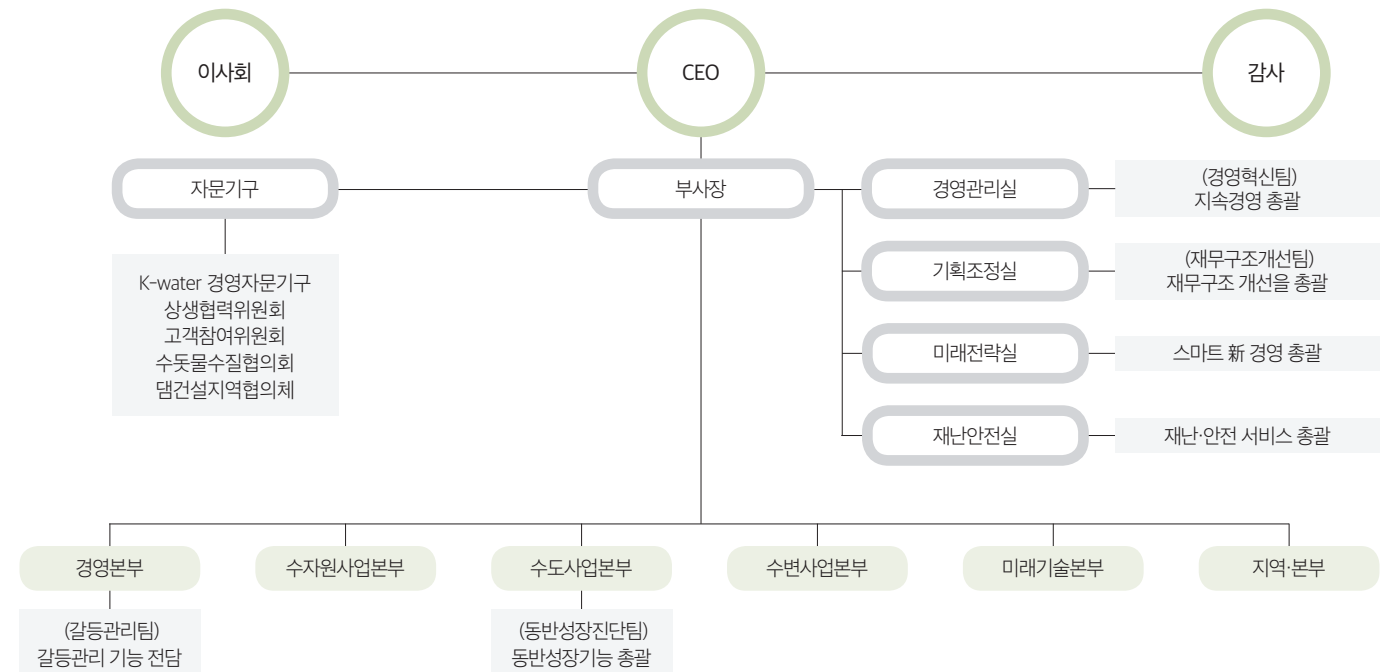 이사회
CEO
감사
자문기구
부사장
경영관리실
(경영혁신팀)
지속경영 총괄
K-water 경영자문기구
상생협력위원회
고객참여위원회
수돗물수질협의회
댐건설지역협의체
기획조정실
(재무구조개선팀)
재무구조 개선을 총괄
미래전략실
스마트 新 경영 총괄
재난안전실
재난·안전 서비스 총괄
경영본부
수자원사업본부
수도사업본부
수변사업본부
미래기술본부
지역·본부
(갈등관리팀)
갈등관리 기능 전담
(동반성장진단팀)
동반성장기능 총괄